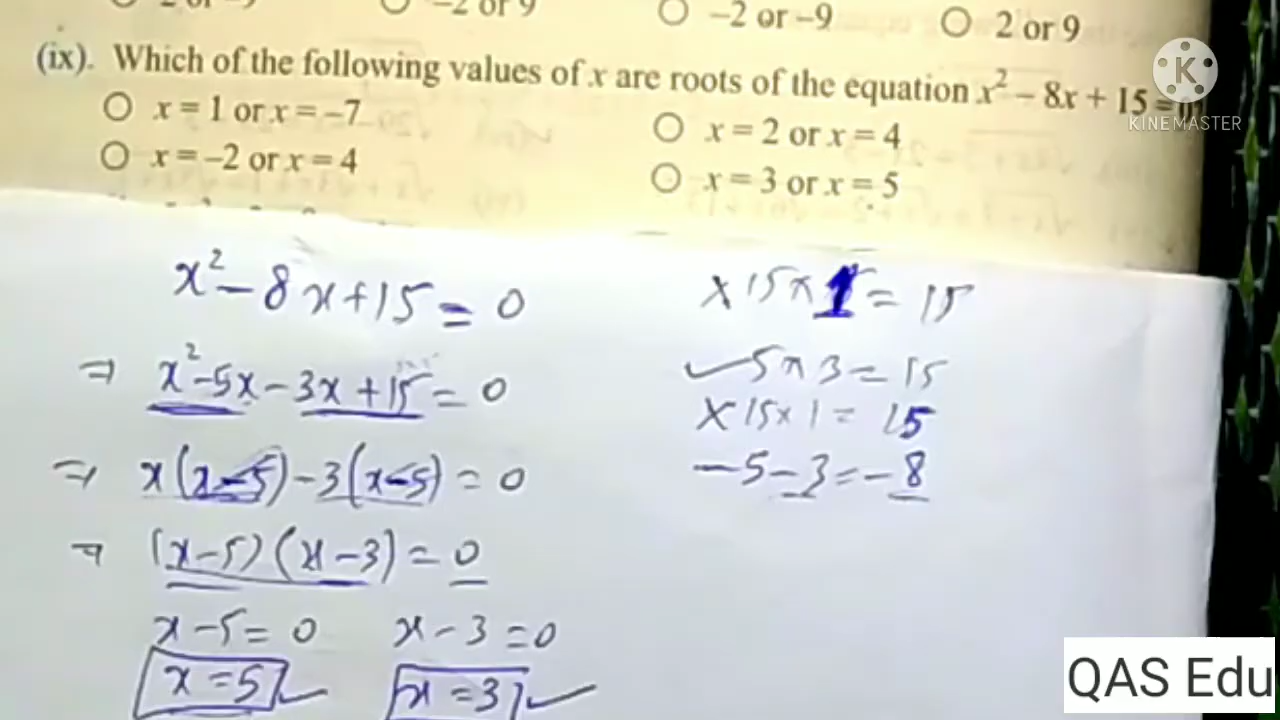 −2 or 9
−2 or −9
2 or 9
(ix). Which of the following values of x are roots of the equation x² − 8x + 15 =
x = 1 or x = −7
x = 2 or x = 4
x = −2 or x = 4
x = 3 or x = 5
K
KINEMASTER
x² − 8x + 15 = 0
⇒ x² − 5x − 3x + 15 = 0
⇒ x(x − 5) − 3(x − 5) = 0
⇒ (x − 5)(x − 3) = 0
x − 5 = 0 x − 3 = 0
x = 5 ✓ x = 3 ✓
× 15 × 1 = 15
✓ 5 × 3 = 15
× 15 × 1 = 15
− 5 − 3 = − 8
QAS Edu